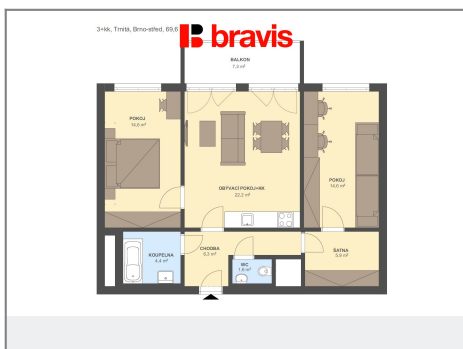 3+kk, Trnitá, Brno-střed, 69,6
bravis
BALKON
7,3 m²
POKOJ
14,8 m²
OBÝVACÍ POKOJ+KK
22,2 m²
POKOJ
14,6 m²
KOUPELNA
4,4 m²
CHODBA
6,3 m²
WC
1,6 m²
ŠATNA
5,9 m²